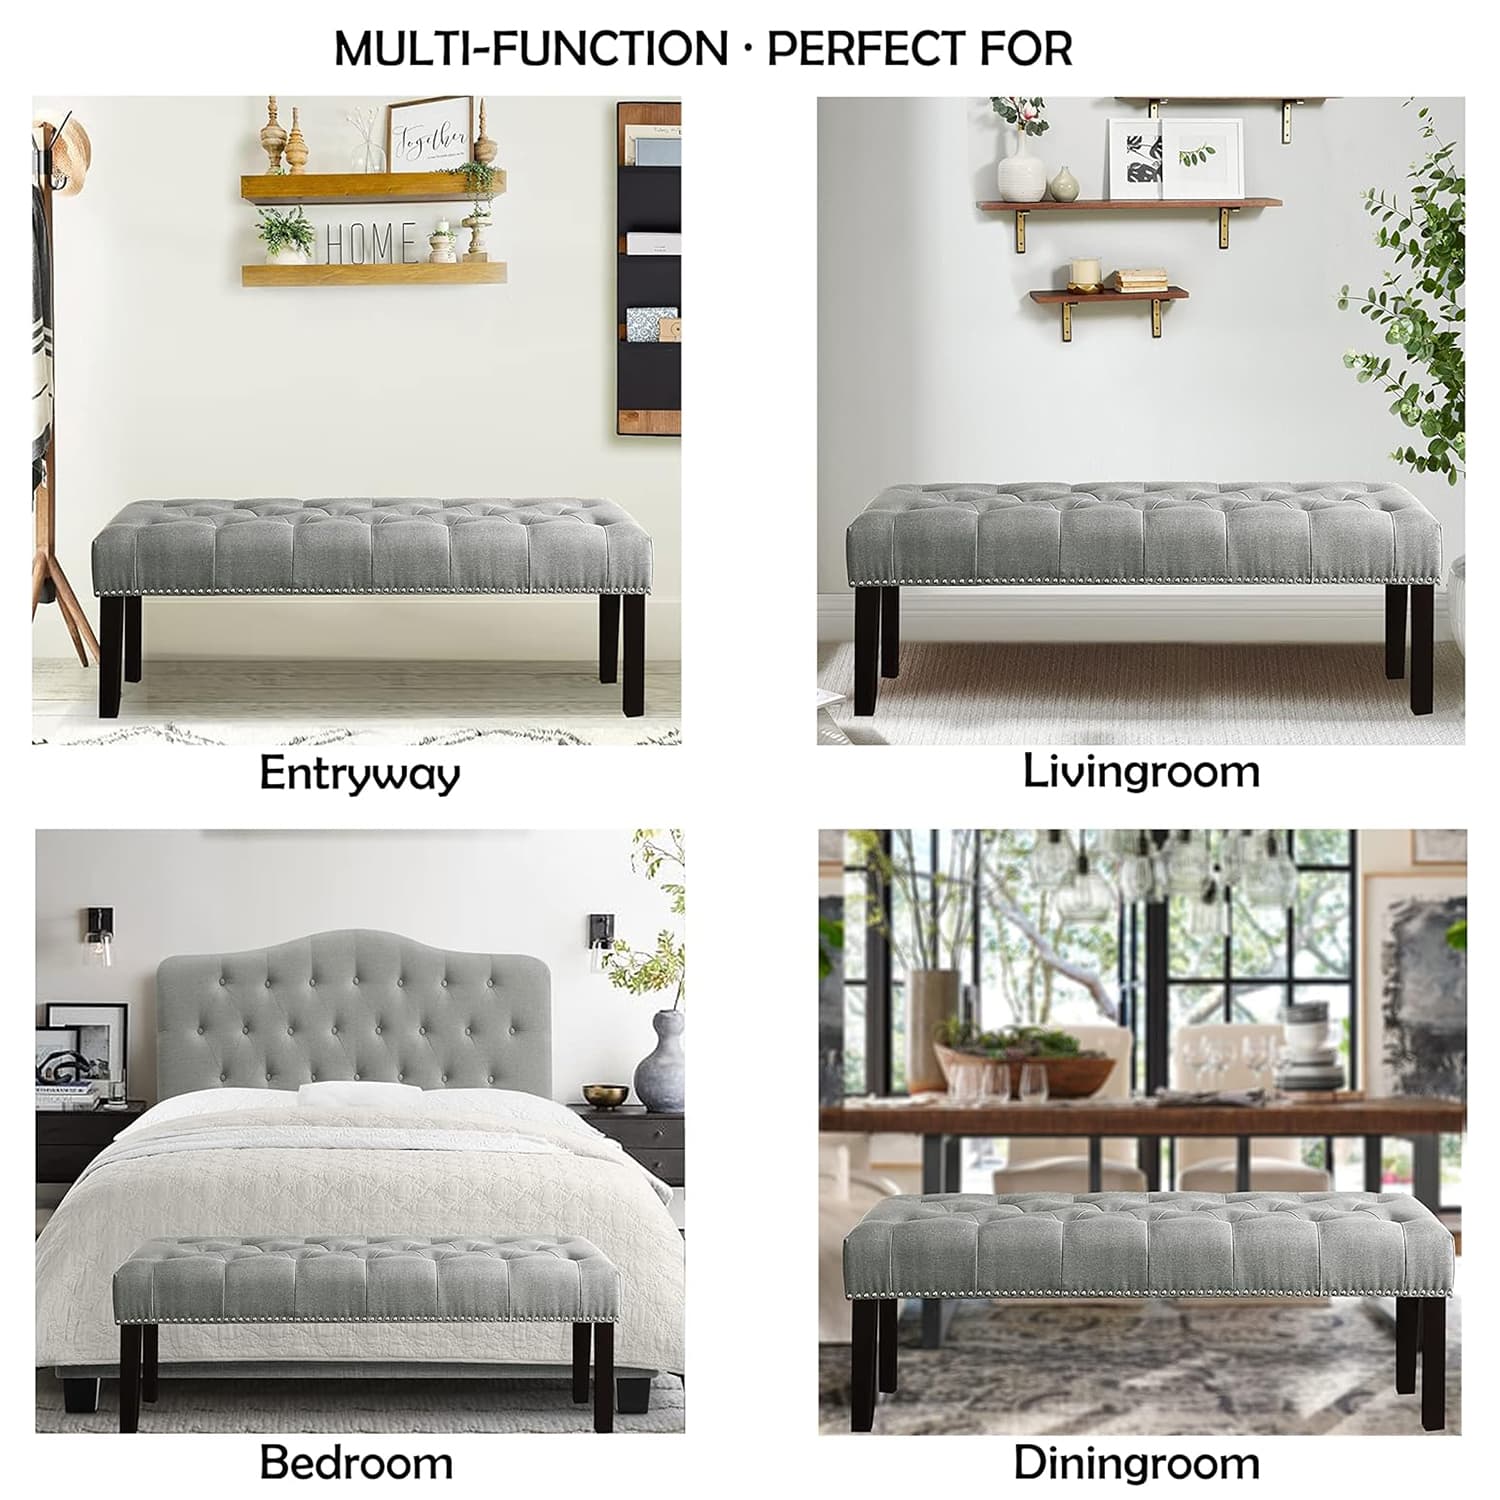 MULTI-FUNCTION · PERFECT FOR
Together
HOME
Entryway
Livingroom
Bedroom
Diningroom